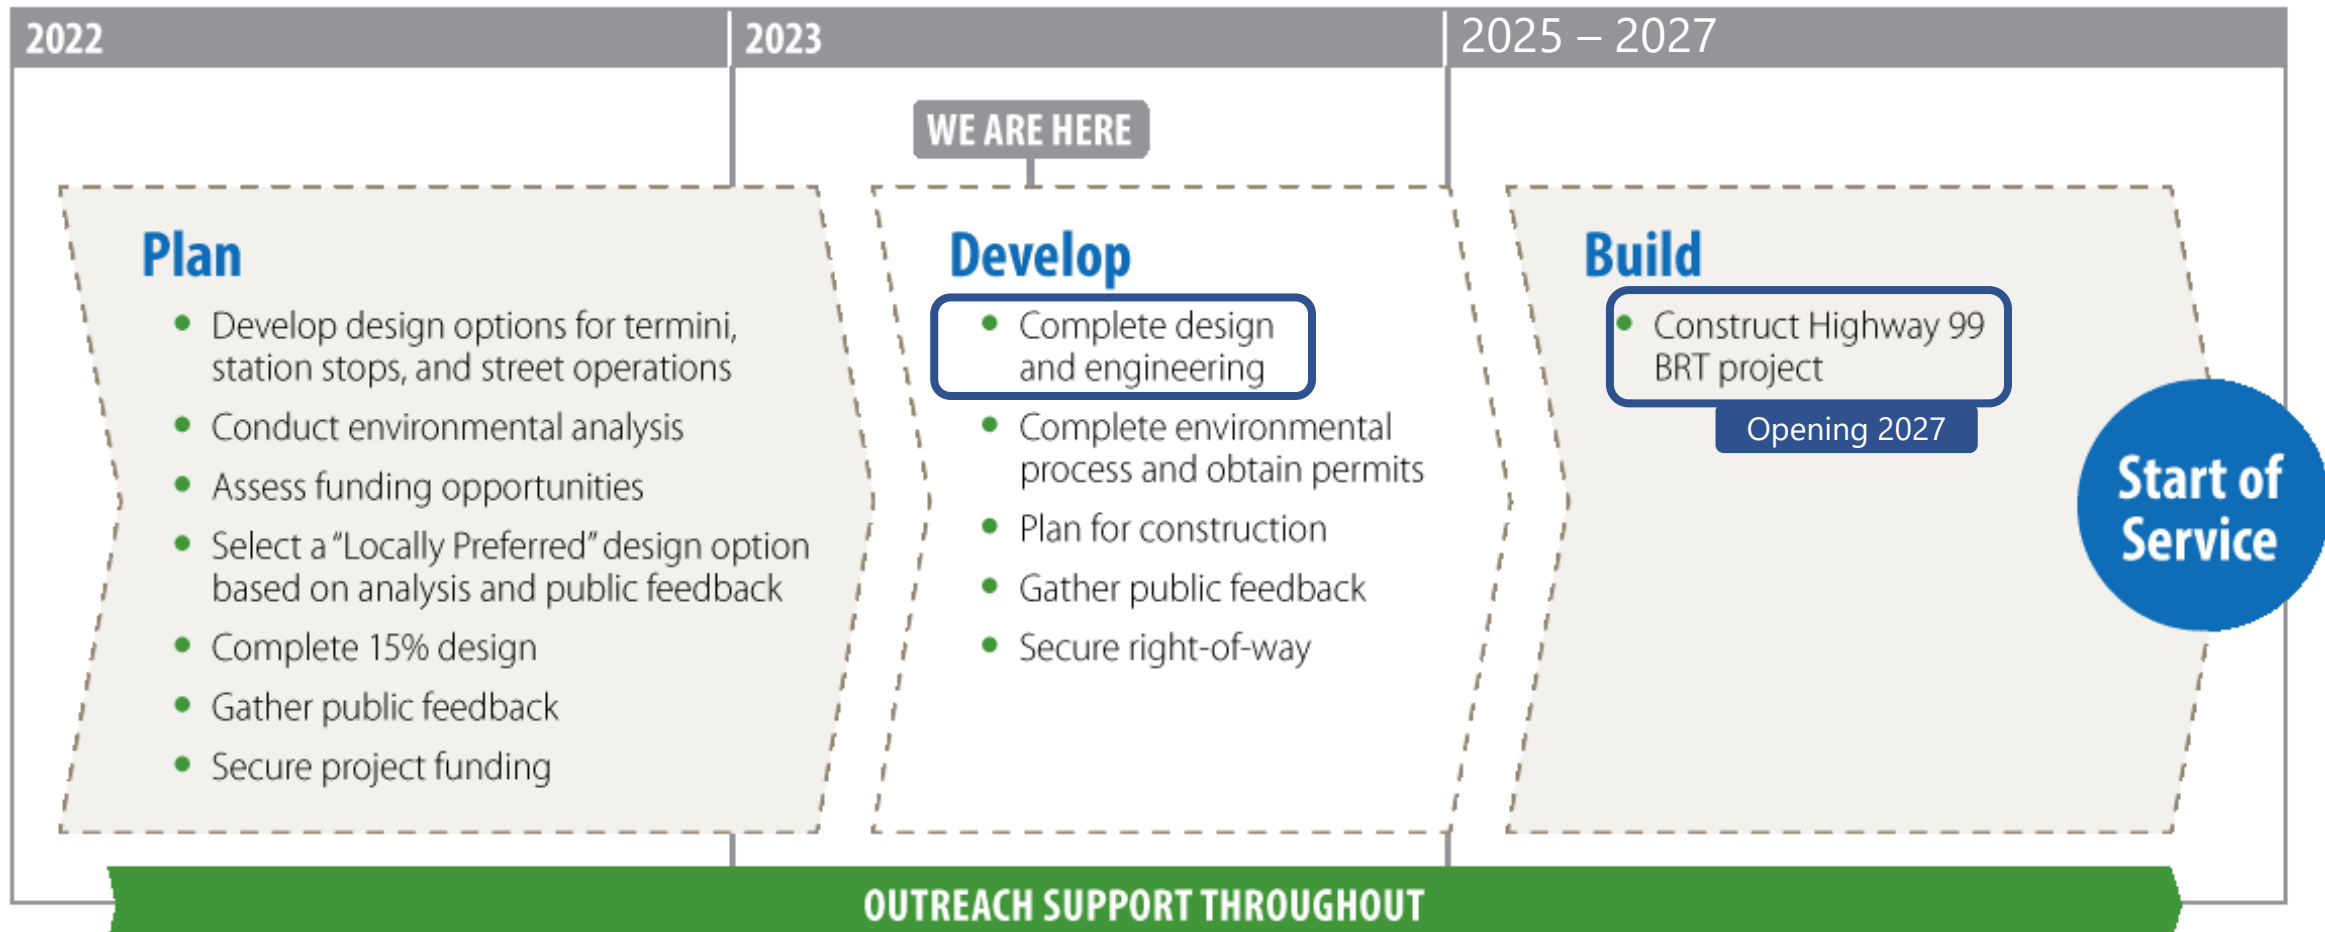 2022
2023
2025 – 2027
WE ARE HERE
Plan
• Develop design options for termini,
station stops, and street operations
• Conduct environmental analysis
• Assess funding opportunities
• Select a “Locally Preferred” design option
based on analysis and public feedback
• Complete 15% design
• Gather public feedback
• Secure project funding
Develop
• Complete design
and engineering
• Complete environmental
process and obtain permits
• Plan for construction
• Gather public feedback
• Secure right-of-way
Build
• Construct Highway 99
BRT project
Opening 2027
Start of
Service
OUTREACH SUPPORT THROUGHOUT